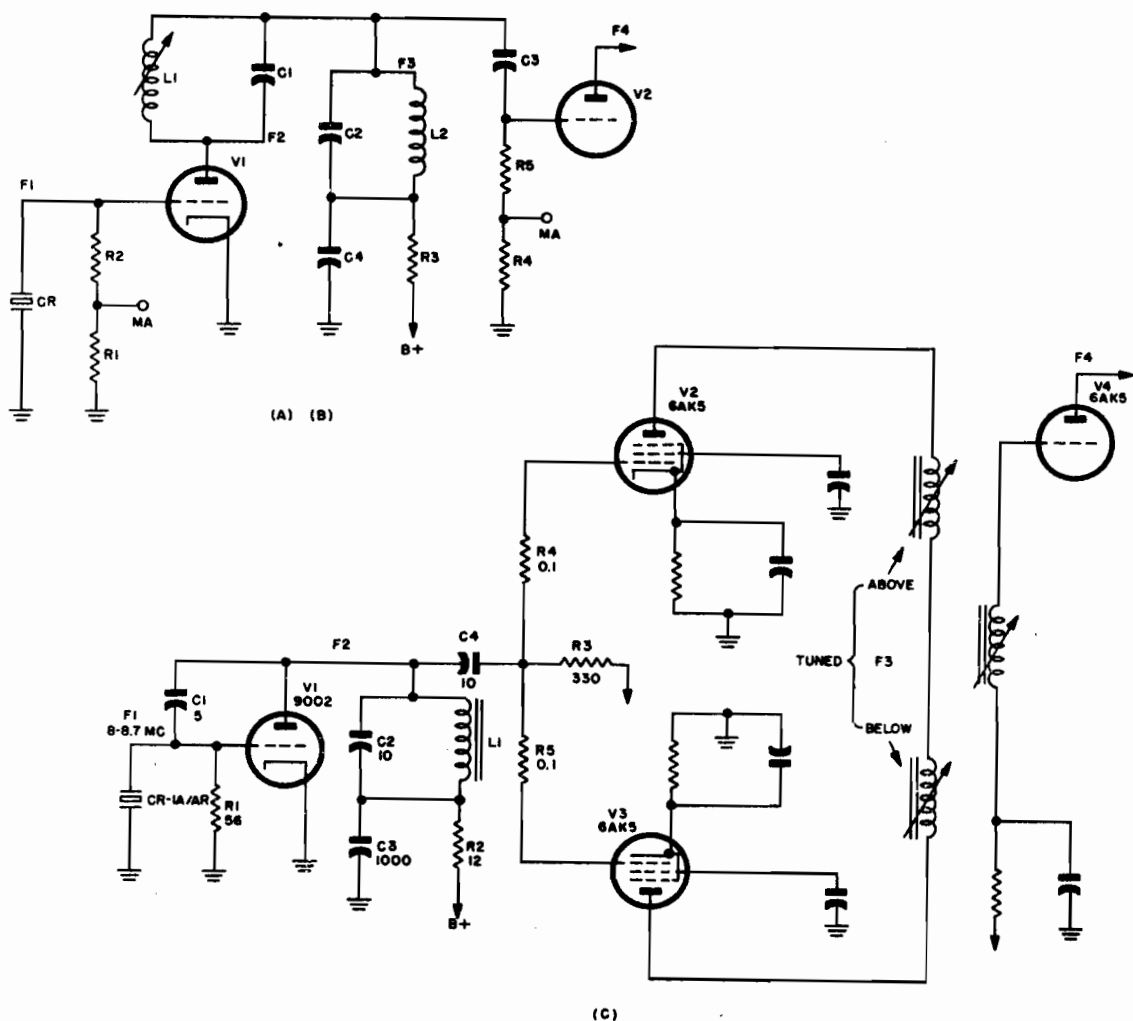 F4
C3
V2
L1
C1
F3
F2
C2
L2
R5
V1
F1
MA
R2
C4
R3
R4
CR
MA
B+
R1
(A) (B)
V2
6AK5
F4
V4
6AK5
R4
0.1
ABOVE
F2
C4
10
R3
330
TUNED
F3
C1
5
V1
9002
F1
8-8.7 MC
BELOW
C2
10
L1
R5
0.1
CR-1A/AR
R1
56
V3
6AK5
C3
1000
R2
12
B+
(C)